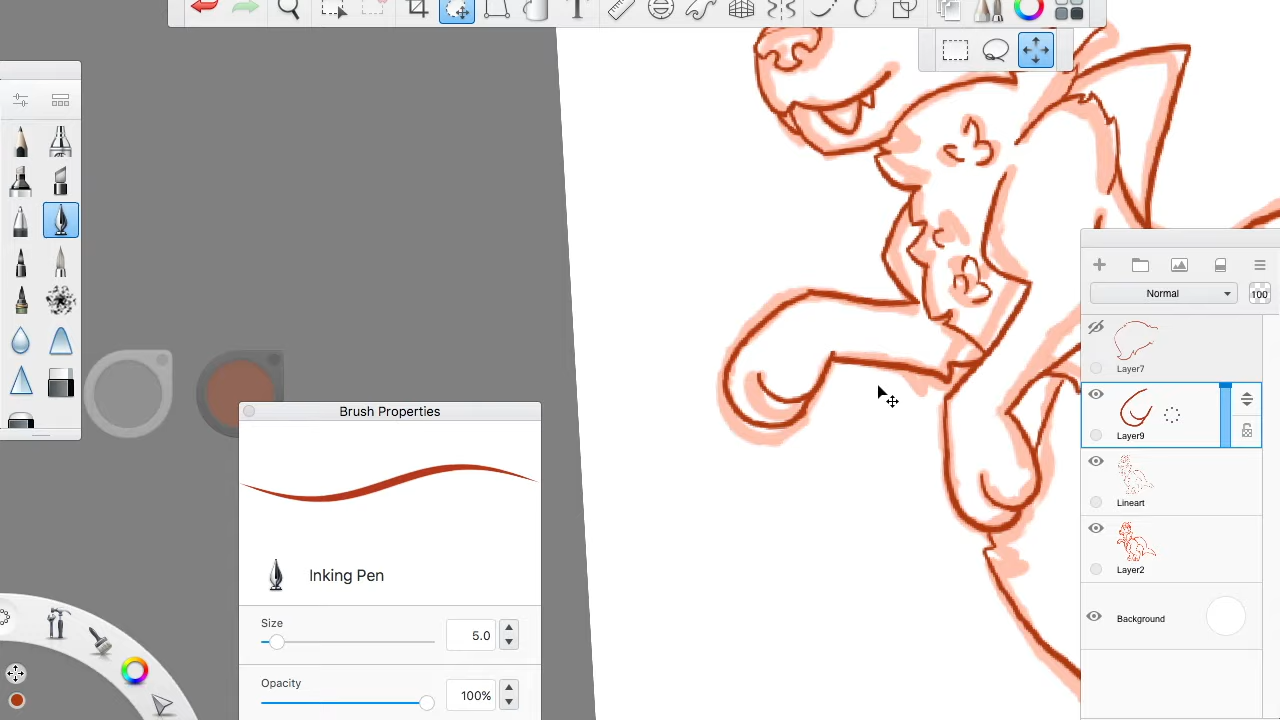 T
Normal
100
Layer7
Layer9
Lineart
Layer2
Background
Brush Properties
Inking Pen
Size
5.0
Opacity
100%